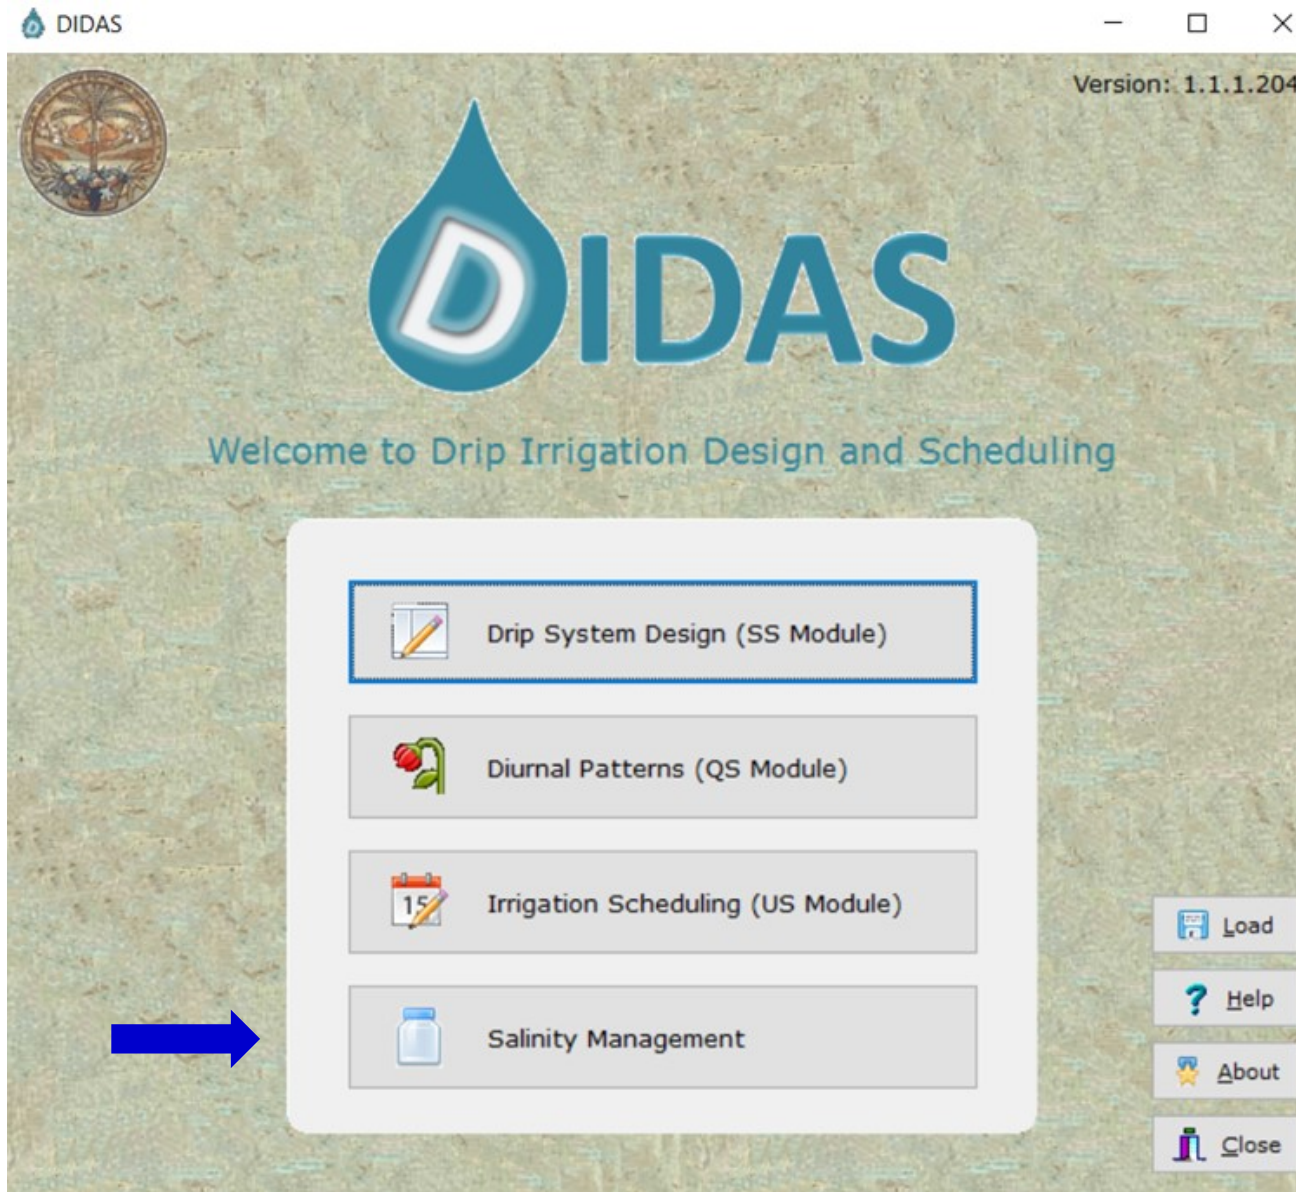 DIDAS
Version: 1.1.1.204
DIDAS
Welcome to Drip Irrigation Design and Scheduling
Drip System Design (SS Module)
Diurnal Patterns (QS Module)
15
Irrigation Scheduling (US Module)
Salinity Management
Load
? Help
About
Close